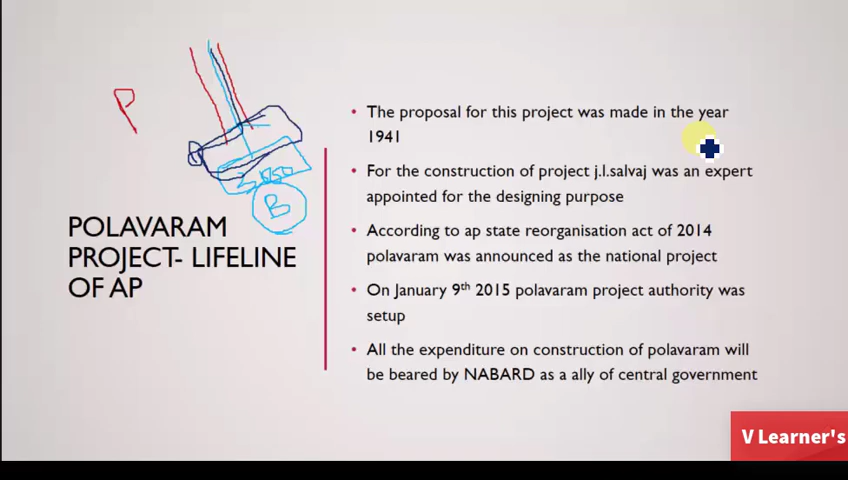 P
B
POLAVARAM
PROJECT- LIFELINE
OF AP
• The proposal for this project was made in the year
1941
• For the construction of project j.l.salvaj was an expert
appointed for the designing purpose
• According to ap state reorganisation act of 2014
polavaram was announced as the national project
• On January 9th 2015 polavaram project authority was
setup
• All the expenditure on construction of polavaram will
be beared by NABARD as a ally of central government
V Learner's